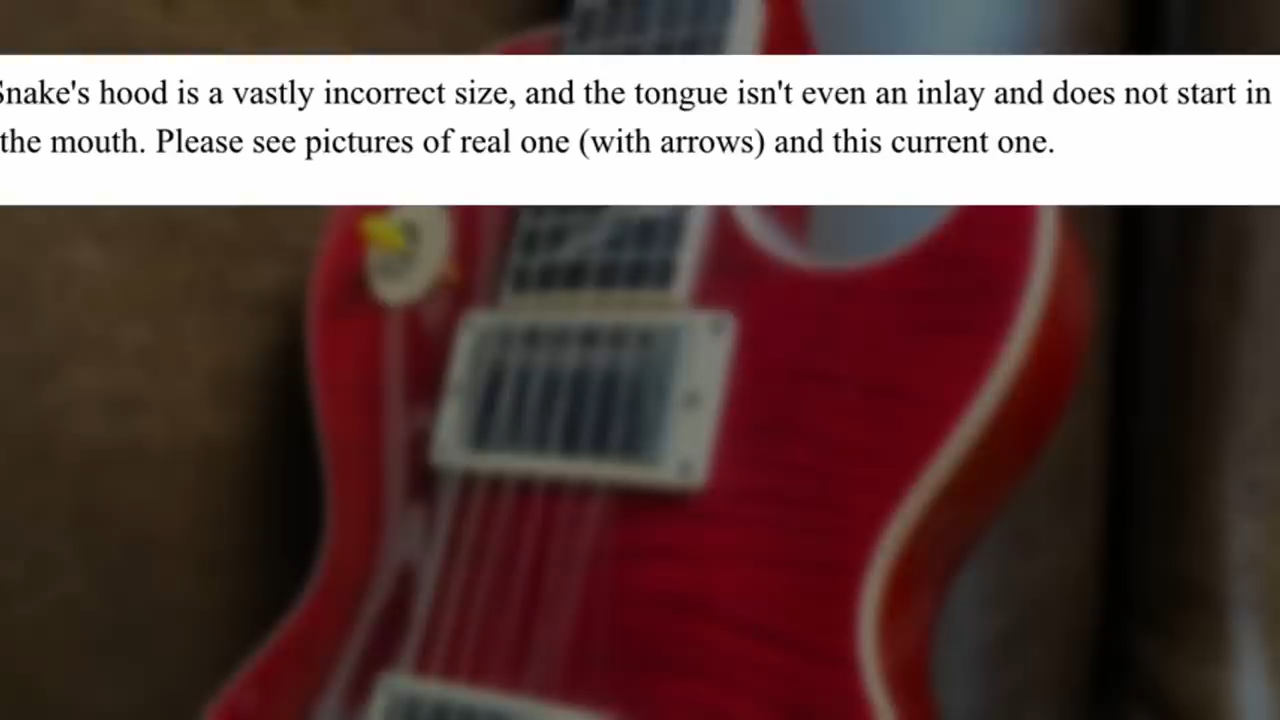 Snake's hood is a vastly incorrect size, and the tongue isn't even an inlay and does not start in
the mouth. Please see pictures of real one (with arrows) and this current one.